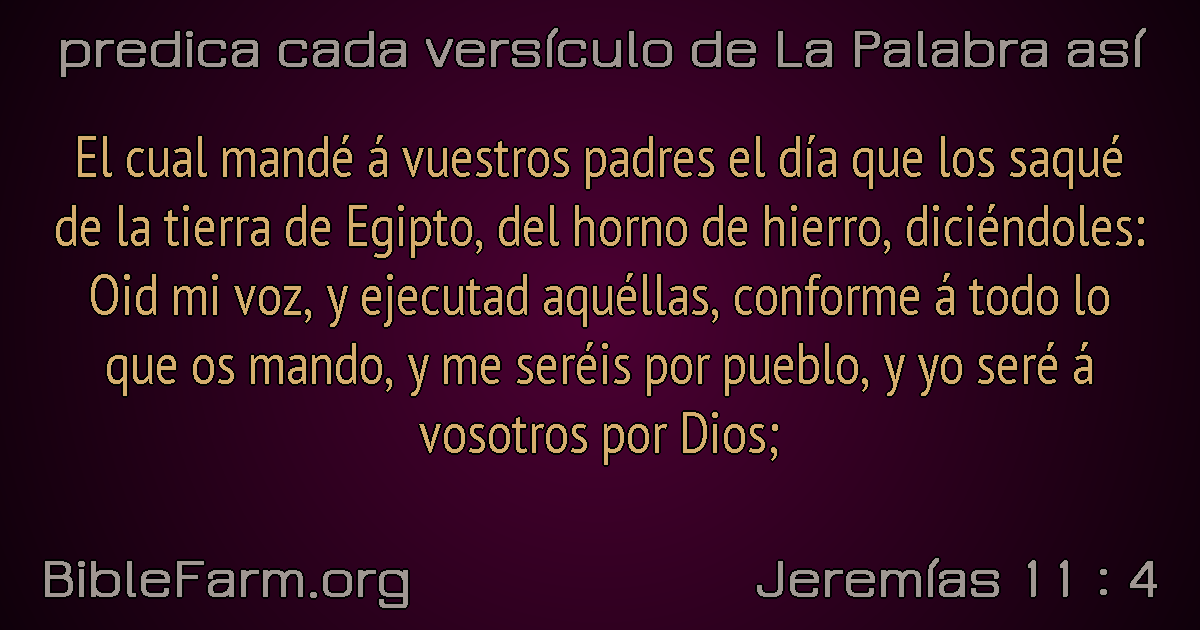 predica cada versículo de La Palabra así
El cual mandé á vuestros padres el día que los saqué
de la tierra de Egipto, del horno de hierro, diciéndoles:
Oid mi voz, y ejecutad aquéllas, conforme á todo lo
que os mando, y me seréis por pueblo, y yo seré á
vosotros por Dios;
BibleFarm.org
Jeremías 11 : 4